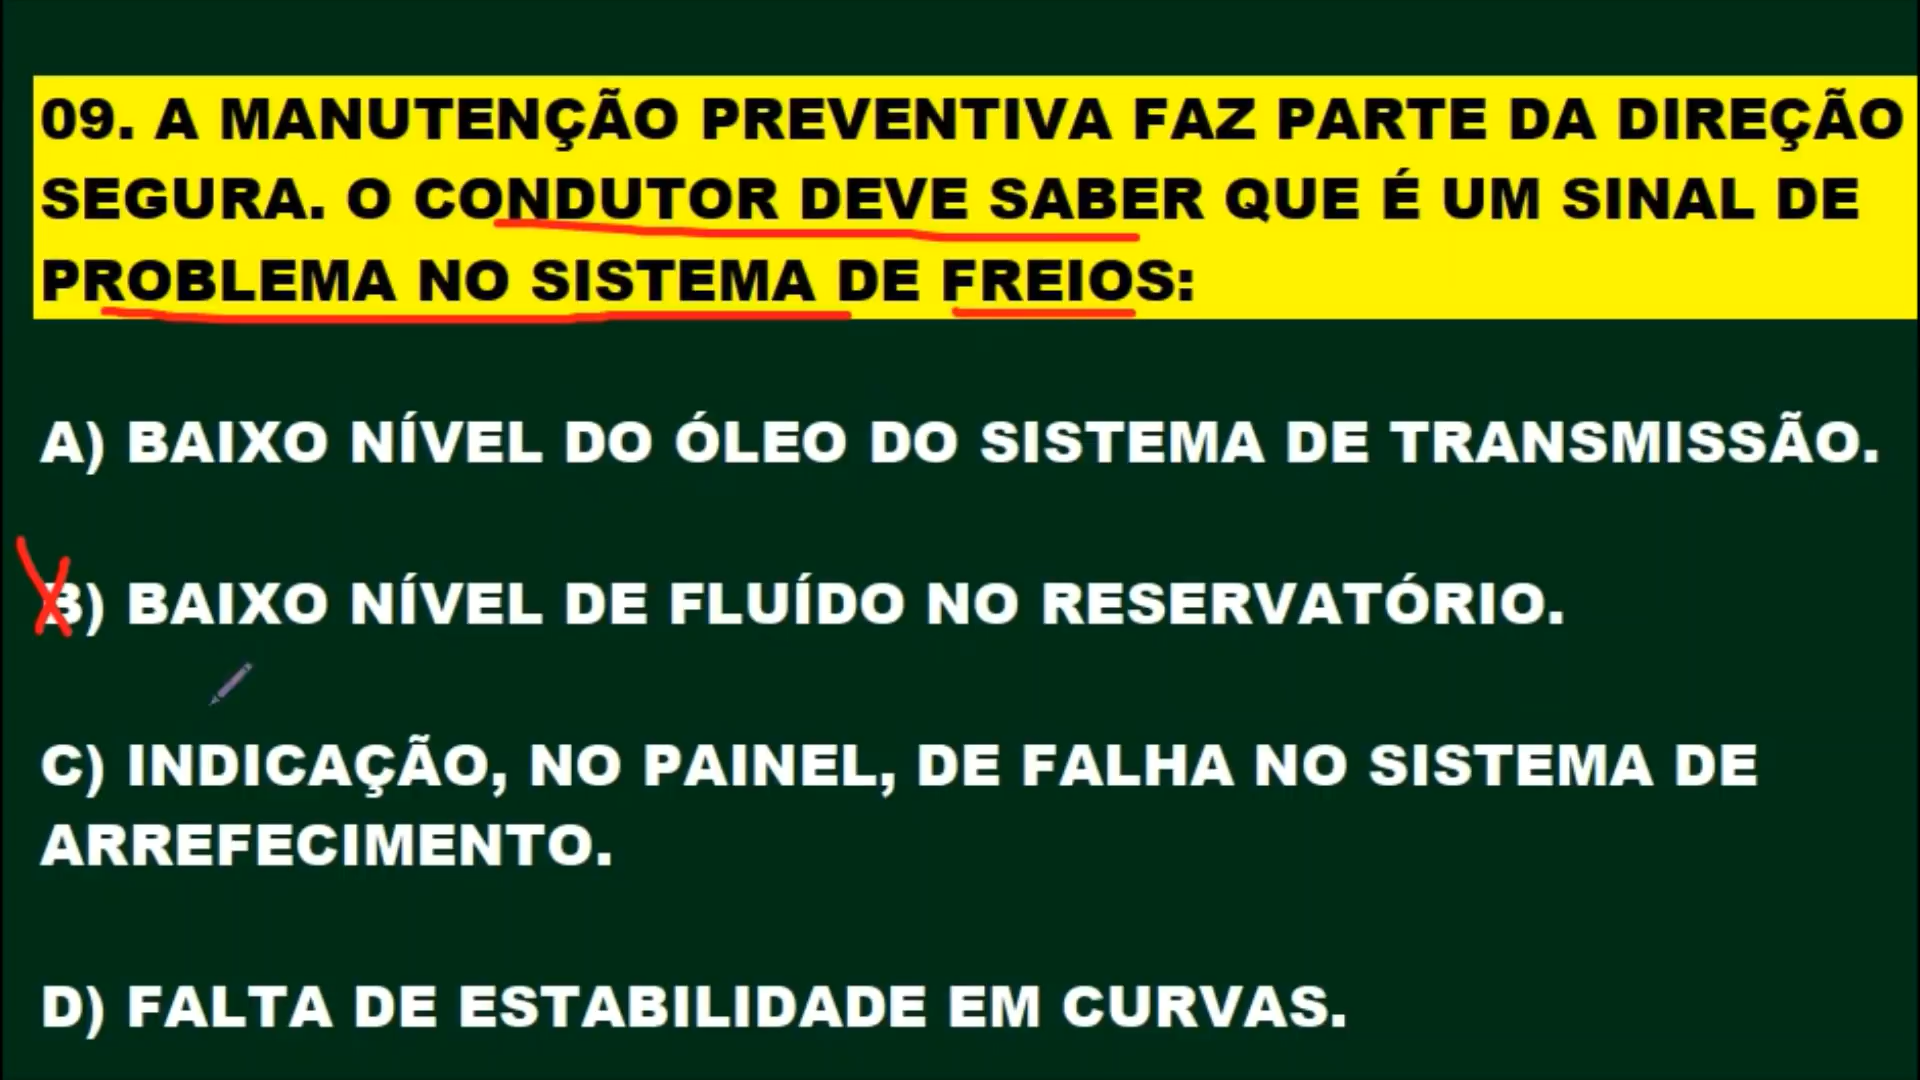 09. A MANUTENÇÃO PREVENTIVA FAZ PARTE DA DIREÇÃO
SEGURA. O CONDUTOR DEVE SABER QUE É UM SINAL DE
PROBLEMA NO SISTEMA DE FREIOS:
A) BAIXO NÍVEL DO ÓLEO DO SISTEMA DE TRANSMISSÃO.
B) BAIXO NÍVEL DE FLUÍDO NO RESERVATÓRIO.
C) INDICAÇÃO, NO PAINEL, DE FALHA NO SISTEMA DE
ARREFECIMENTO.
D) FALTA DE ESTABILIDADE EM CURVAS.